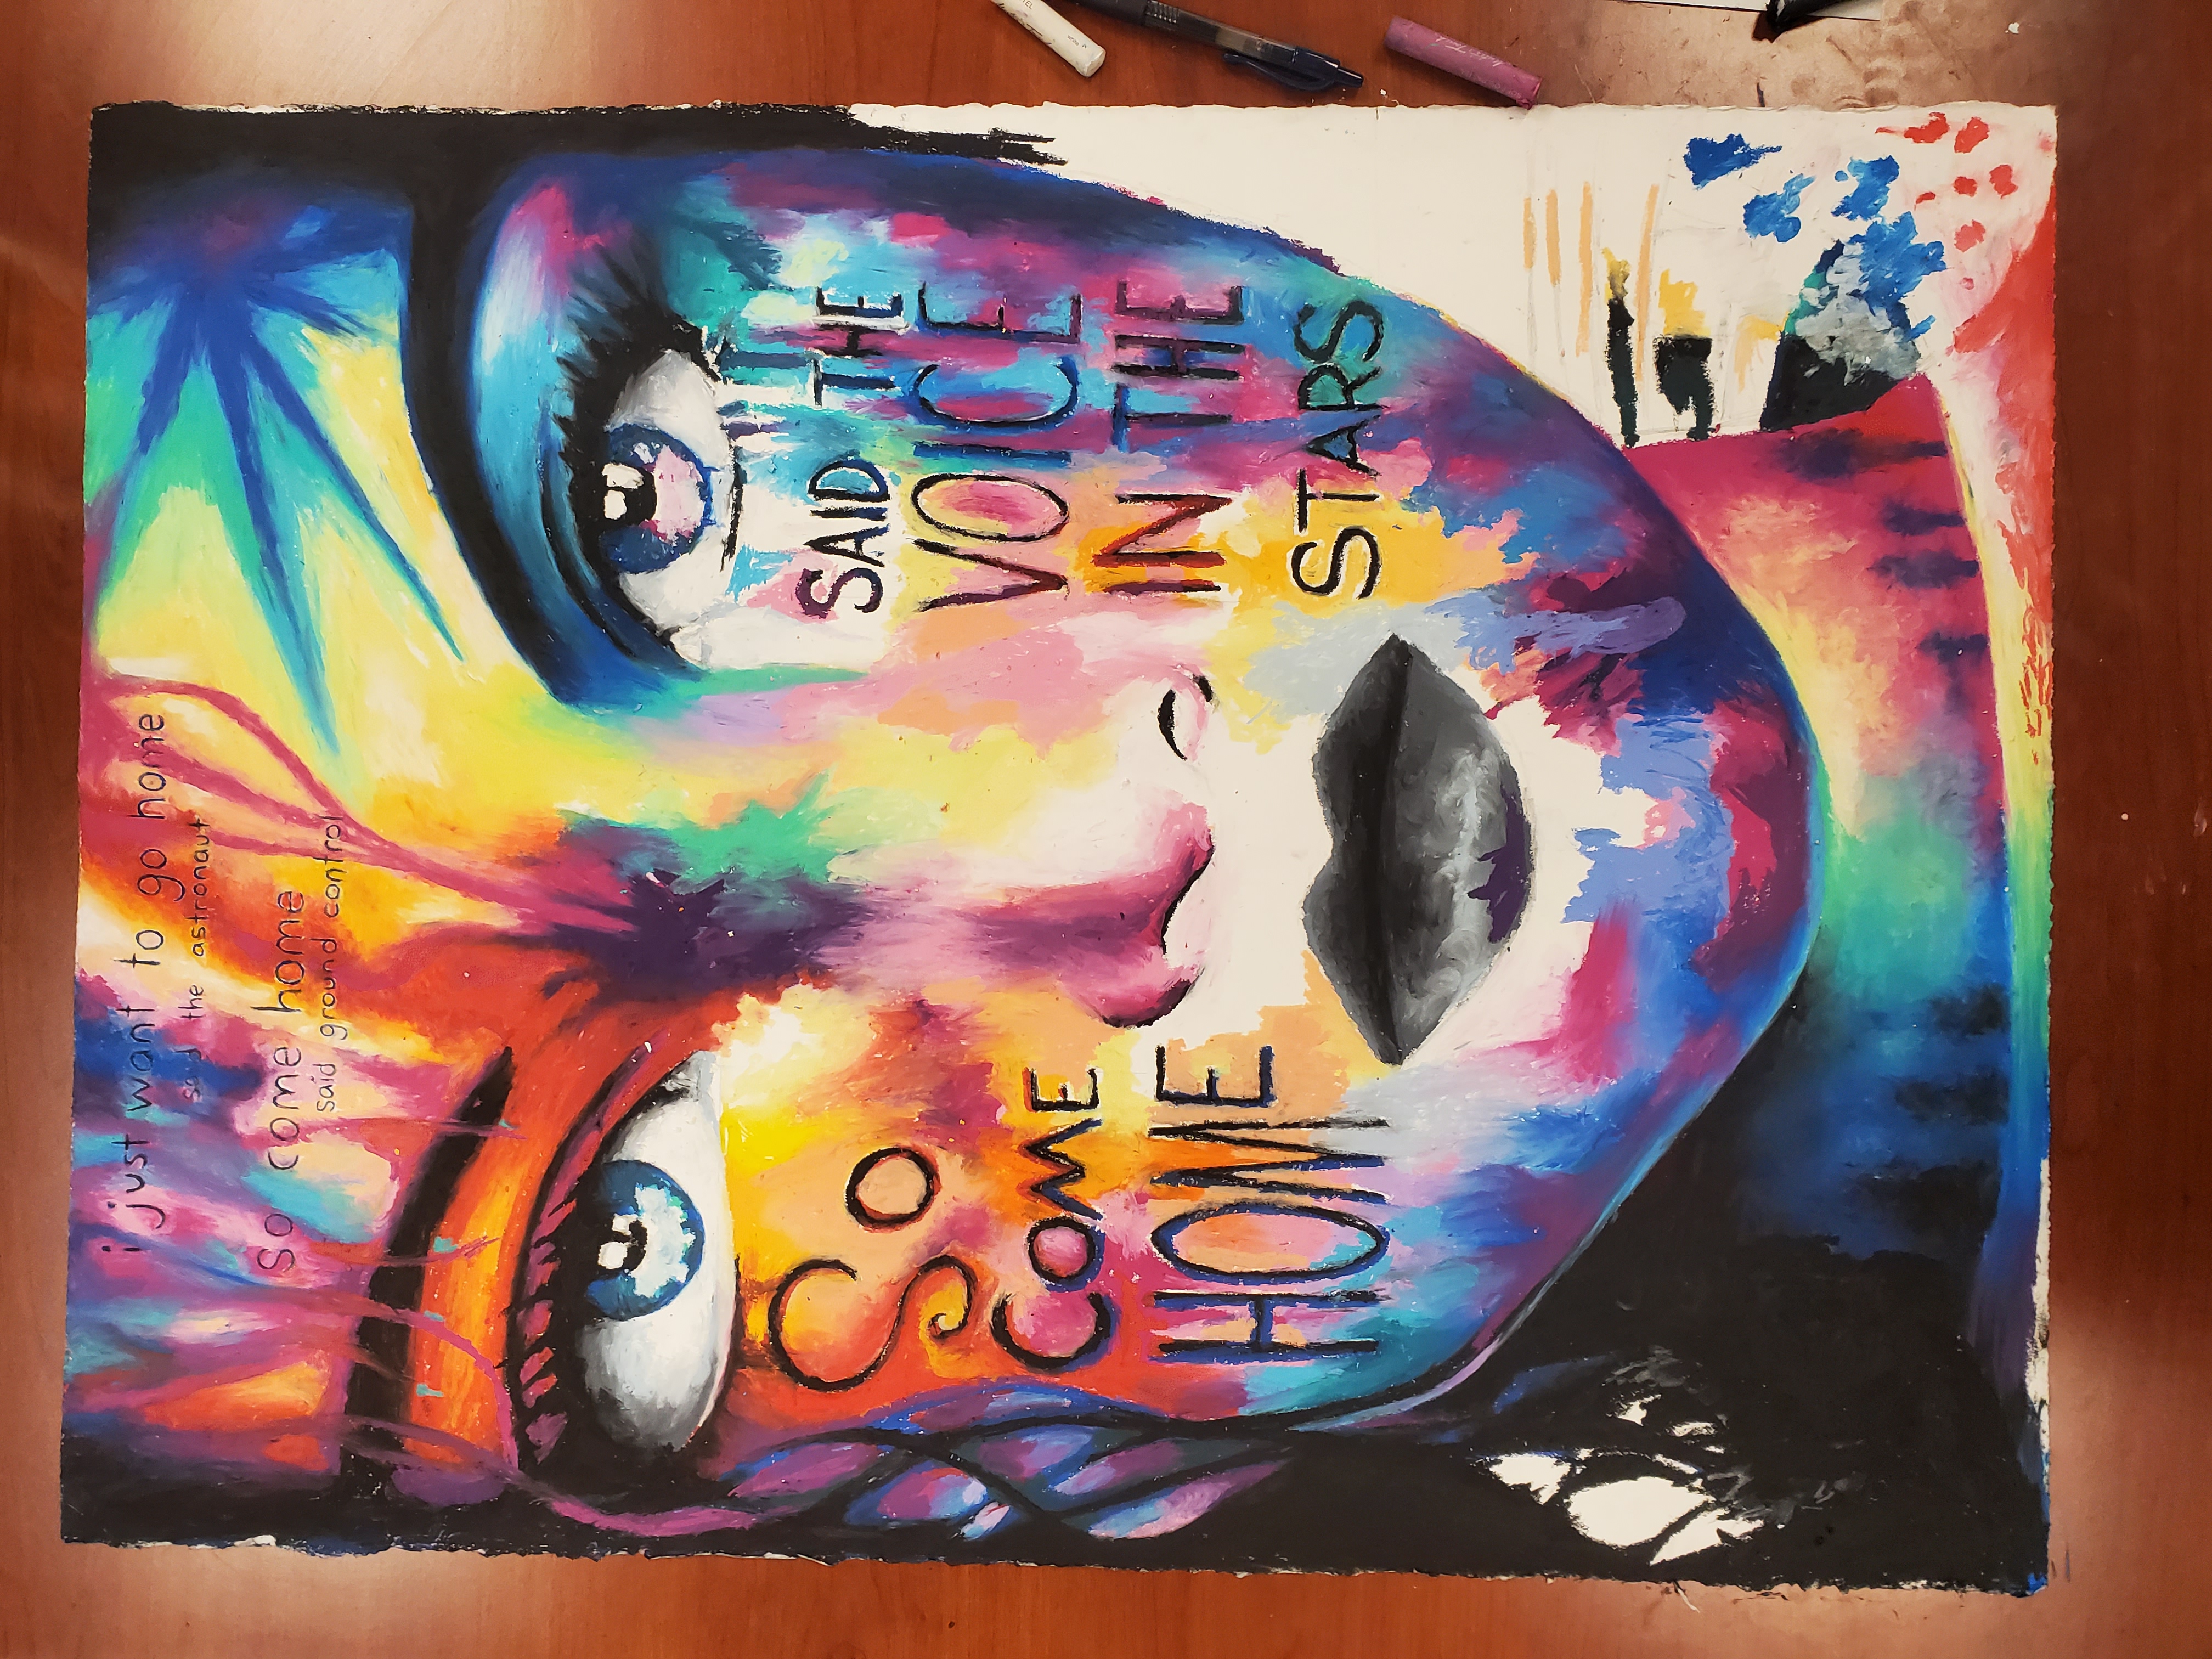 i just want to go home
said the astronaut
so come home
said ground control
SO
COME
HOME
SAID THE
VOICE
IN THE
STARS